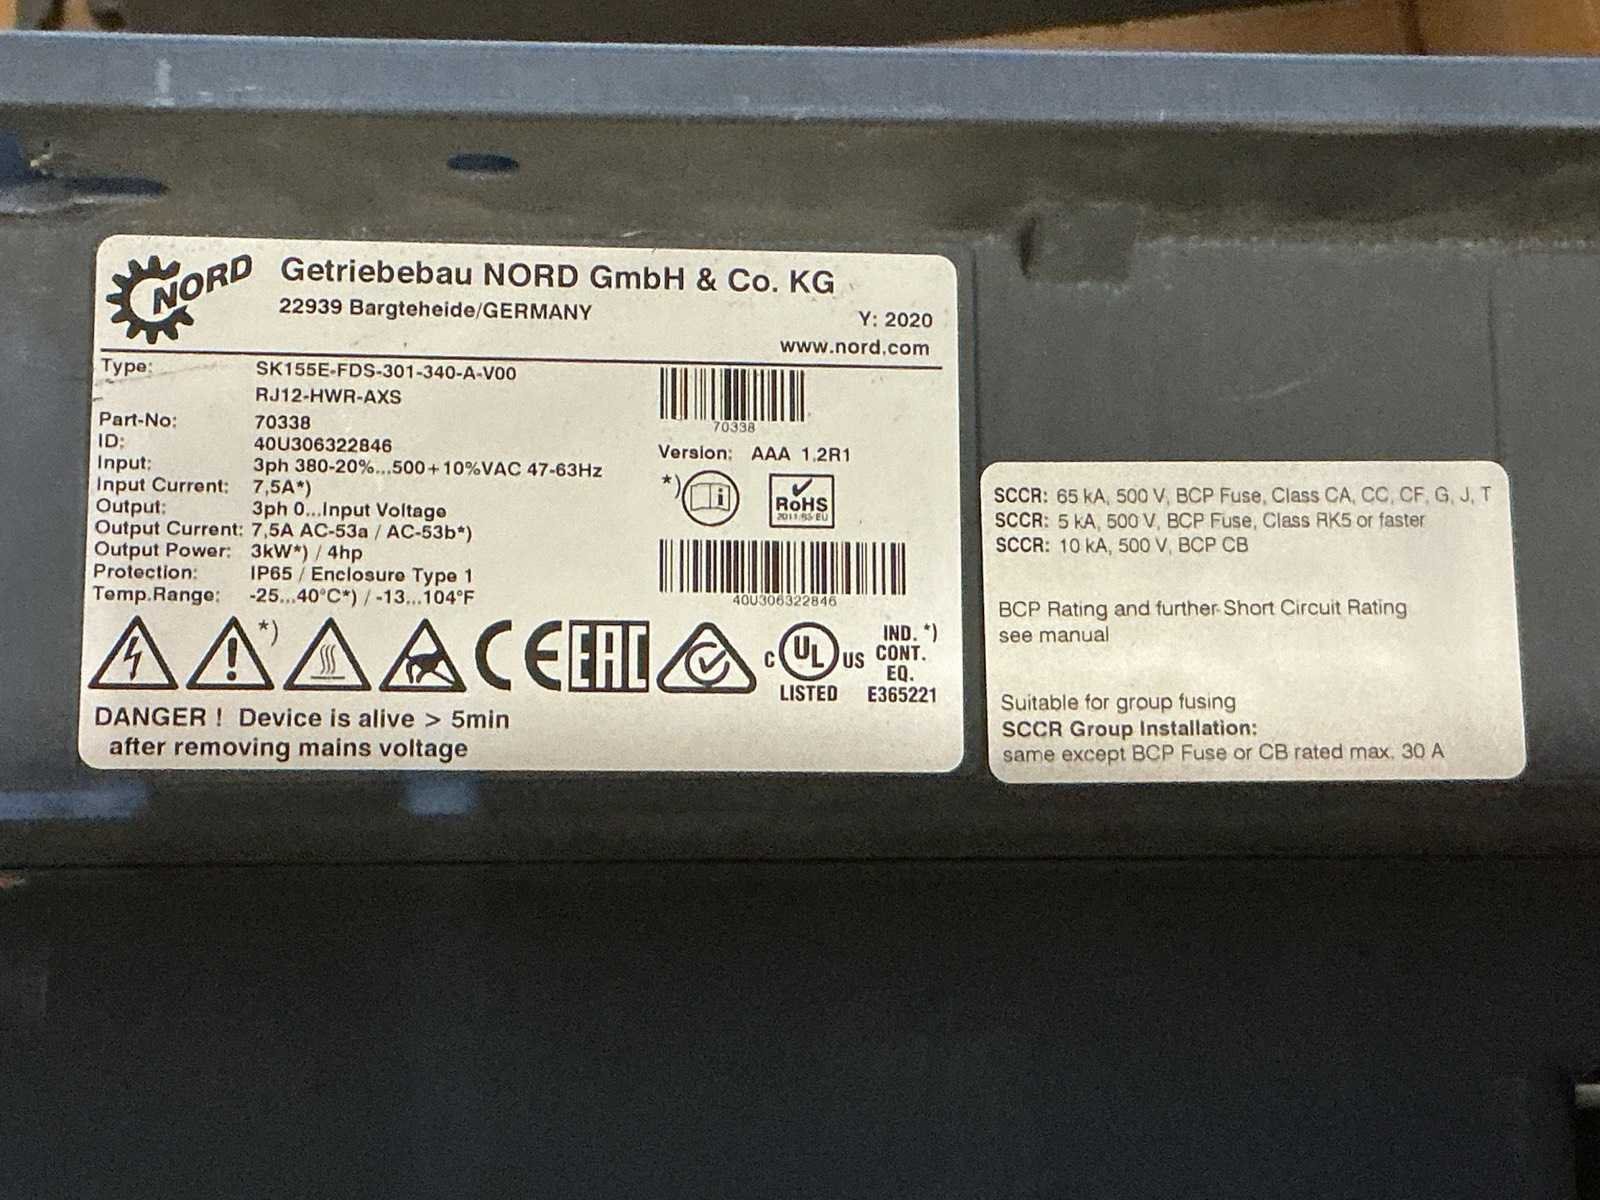 NORD
Getriebebau NORD GmbH & Co. KG
22939 Bargteheide/GERMANY
Y: 2020
www.nord.com
Type: SK155E-FDS-301-340-A-V00
RJ12-HWR-AXS
Part-No: 70338
ID: 40U306322846
Input: 3ph 380-20%...500+10%VAC 47-63Hz
Input Current: 7,5A*)
Output: 3ph 0...Input Voltage
Output Current: 7,5A AC-53a / AC-53b*)
Output Power: 3kW*) / 4hp
Protection: IP65 / Enclosure Type 1
Temp.Range: -25...40°C*) / -13...104°F
70338
Version: AAA 1.2R1
*)
RoHS
2011/65/EU
40U306322846
*)
CE
EAC
C UL US
LISTED
IND. *)
CONT.
EQ.
E365221
DANGER ! Device is alive > 5min
after removing mains voltage
SCCR: 65 kA, 500 V, BCP Fuse, Class CA, CC, CF, G, J, T
SCCR: 5 kA, 500 V, BCP Fuse, Class RK5 or faster
SCCR: 10 kA, 500 V, BCP CB
BCP Rating and further Short Circuit Rating
see manual
Suitable for group fusing
SCCR Group Installation:
same except BCP Fuse or CB rated max. 30 A